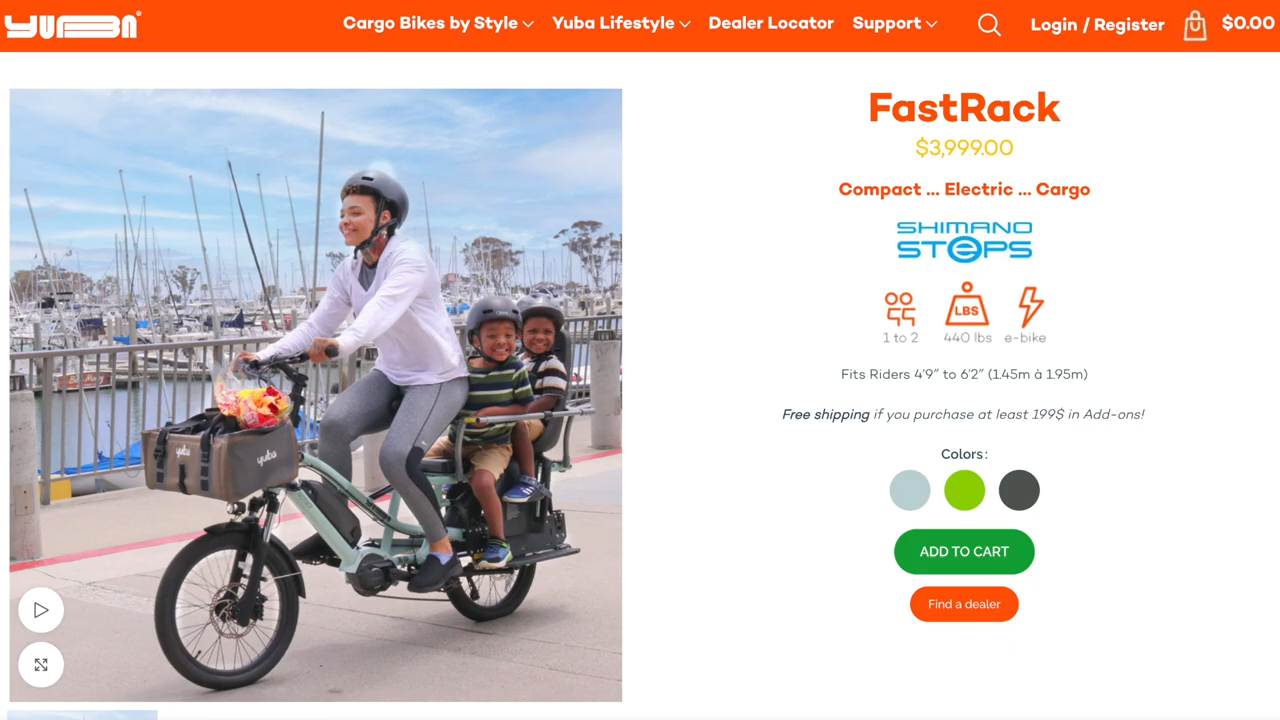 YUBA®
Cargo Bikes by Style
Yuba Lifestyle
Dealer Locator
Support
Login / Register
$0.00
FastRack
$3,999.00
Compact ... Electric ... Cargo
SHIMANO
STePS
LBS
1 to 2
440 lbs
e-bike
Fits Riders 4'9" to 6'2" (1.45m à 1.95m)
Free shipping if you purchase at least 199$ in Add-ons!
Colors:
ADD TO CART
Find a dealer
yuba
yuba